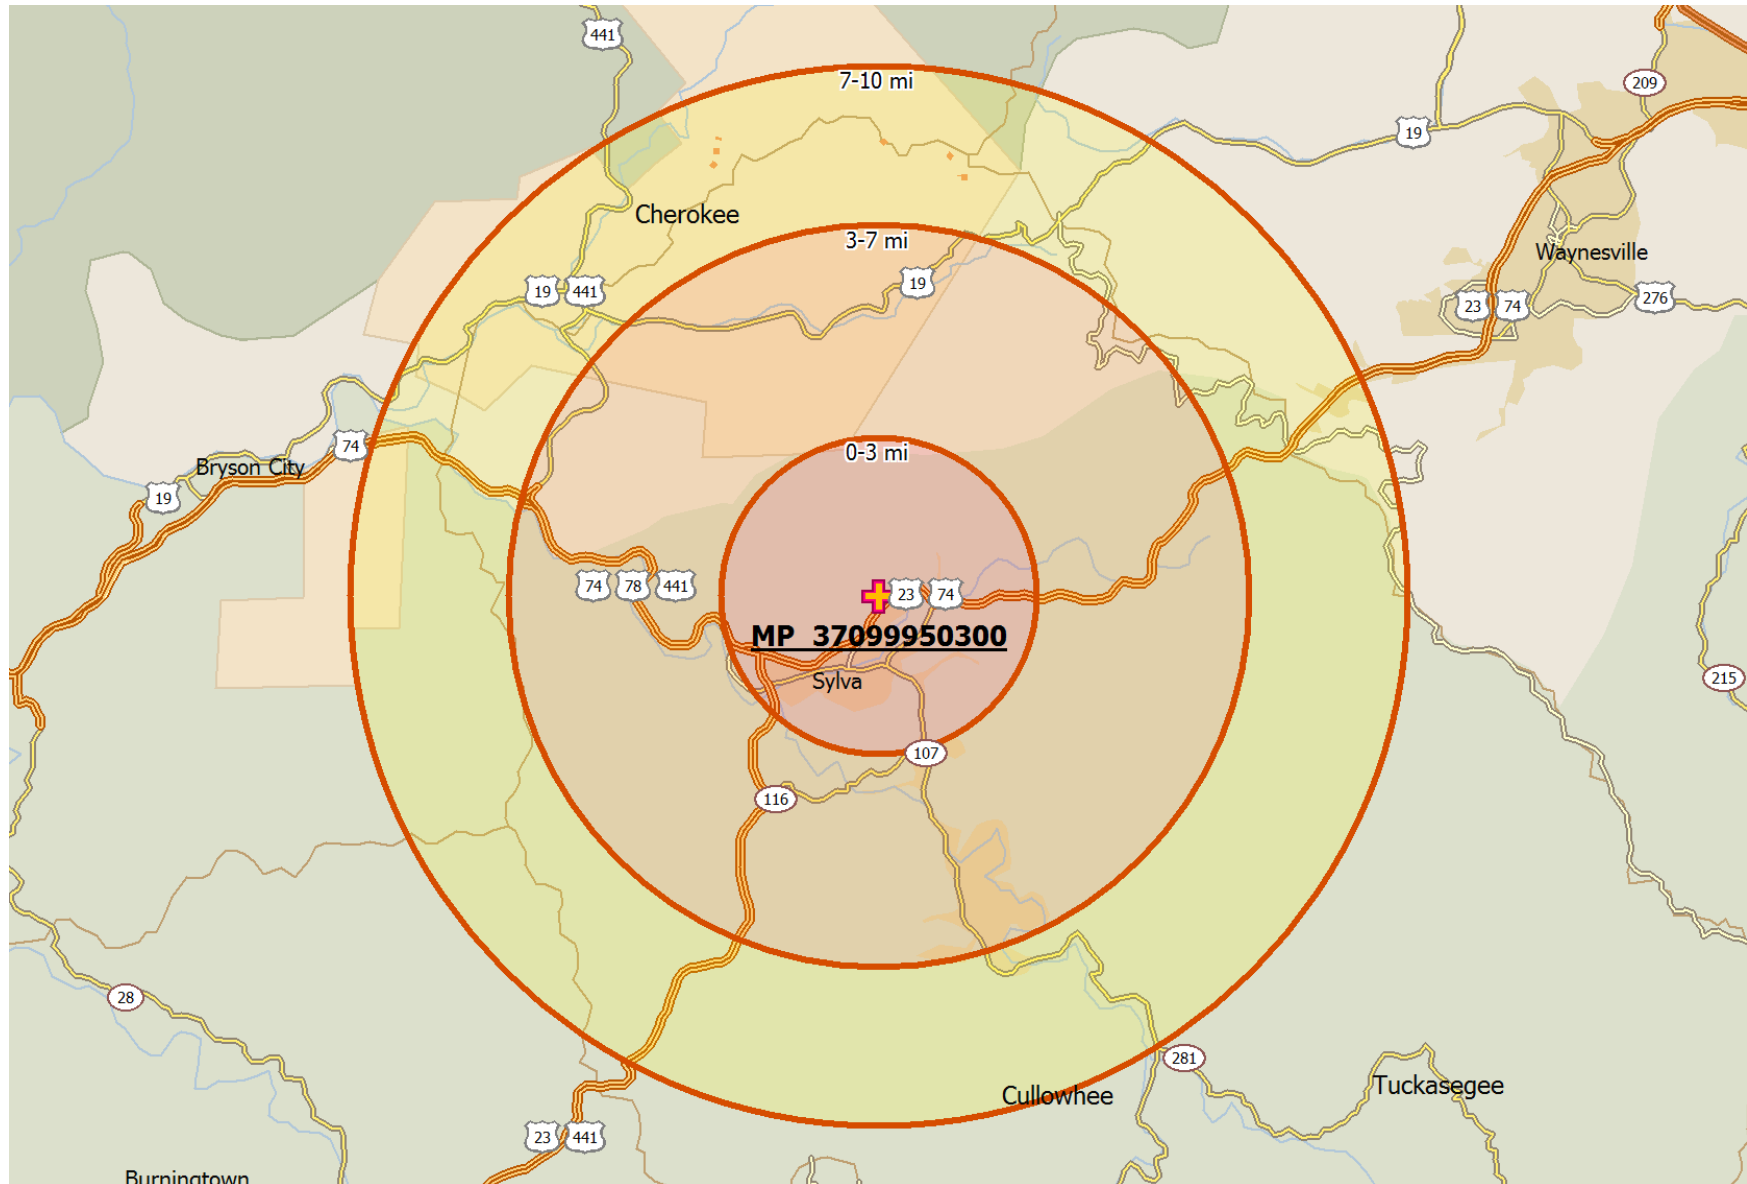 441
7-10 mi
209
19
Cherokee
3-7 mi
Waynesville
19
441
19
23
74
276
74
0-3 mi
Bryson City
19
74
78
441
23
74
MP_37099950300
Sylva
215
107
116
28
281
Cullowhee
Tuckasegee
23
441
Burningtown